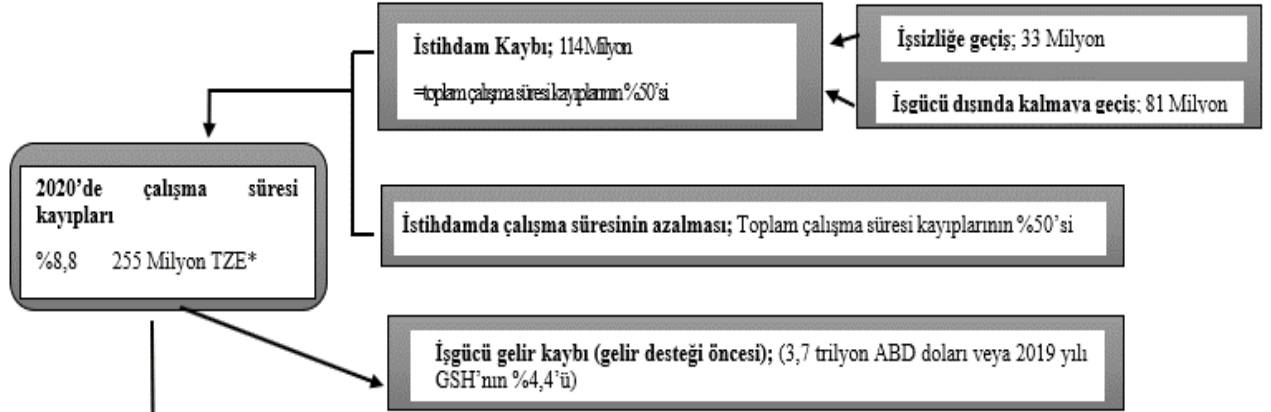 İstihdam Kaybı; 114 Milyon
=toplam çalışma süresi kayıplarının %50'si
İşsizliğe geçiş; 33 Milyon
İşgücü dışında kalmaya geçiş; 81 Milyon
2020'de çalışma süresi
kayıpları
%8,8 255 Milyon TZE*
İstihdamda çalışma süresinin azalması; Toplam çalışma süresi kayıplarının %50'si
İşgücü gelir kaybı (gelir desteği öncesi); (3,7 trilyon ABD doları veya 2019 yılı
GSH'nın %4,4'ü)